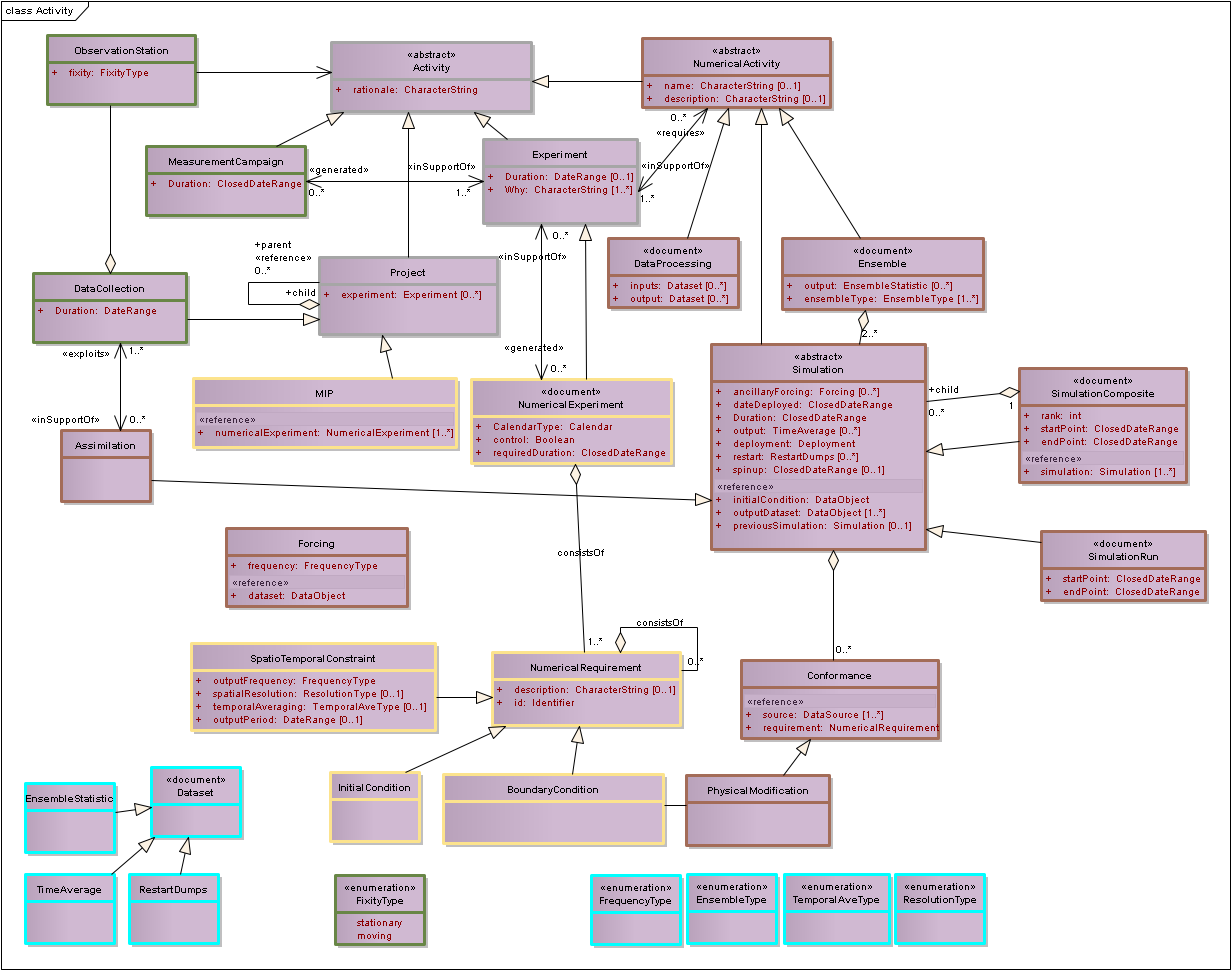 class Activity
ObservationStation
+ fixity: FixityType
«abstract»
Activity
+ rationale: CharacterString
«abstract»
NumericalActivity
+ name: CharacterString [0..1]
+ description: CharacterString [0..1]
0..*
«requires»
«inSupportOf»
1..*
MeasurementCampaign
+ Duration: ClosedDateRange
«generated»
0..*
«inSupportOf»
1..*
Experiment
+ Duration: DateRange [0..1]
+ Why: CharacterString [1..*]
0..*
«inSupportOf»
«generated»
0..*
+parent
«reference»
0..*
+child
Project
+ experiment: Experiment [0..*]
«document»
DataProcessing
+ inputs: Dataset [0..*]
+ output: Dataset [0..*]
«document»
Ensemble
+ output: EnsembleStatistic [0..*]
+ ensembleType: EnsembleType [1..*]
2..*
DataCollection
+ Duration: DateRange
«exploits»
1..*
«inSupportOf»
0..*
Assimilation
MIP
«reference»
+ numericalExperiment: NumericalExperiment [1..*]
«document»
NumericalExperiment
+ CalendarType: Calendar
+ control: Boolean
+ requiredDuration: ClosedDateRange
«abstract»
Simulation
+ ancillaryForcing: Forcing [0..*]
+ dateDeployed: ClosedDateRange
+ Duration: ClosedDateRange
+ output: TimeAverage [0..*]
+ deployment: Deployment
+ restart: RestartDumps [0..*]
+ spinup: ClosedDateRange [0..1]
«reference»
+ initialCondition: DataObject
+ outputDataset: DataObject [1..*]
+ previousSimulation: Simulation [0..1]
+child
0..*
1
«document»
SimulationComposite
+ rank: int
+ startPoint: ClosedDateRange
+ endPoint: ClosedDateRange
«reference»
+ simulation: Simulation [1..*]
«document»
SimulationRun
+ startPoint: ClosedDateRange
+ endPoint: ClosedDateRange
Forcing
+ frequency: FrequencyType
«reference»
+ dataset: DataObject
consistsOf
1..*
consistsOf
0..*
0..*
SpatioTemporalConstraint
+ outputFrequency: FrequencyType
+ spatialResolution: ResolutionType [0..1]
+ temporalAveraging: TemporalAveType [0..1]
+ outputPeriod: DateRange [0..1]
NumericalRequirement
+ description: CharacterString [0..1]
+ id: Identifier
Conformance
«reference»
+ source: DataSource [1..*]
+ requirement: NumericalRequirement
InitialCondition
BoundaryCondition
PhysicalModification
EnsembleStatistic
«document»
Dataset
TimeAverage
RestartDumps
«enumeration»
FixityType
stationary
moving
«enumeration»
FrequencyType
«enumeration»
EnsembleType
«enumeration»
TemporalAveType
«enumeration»
ResolutionType